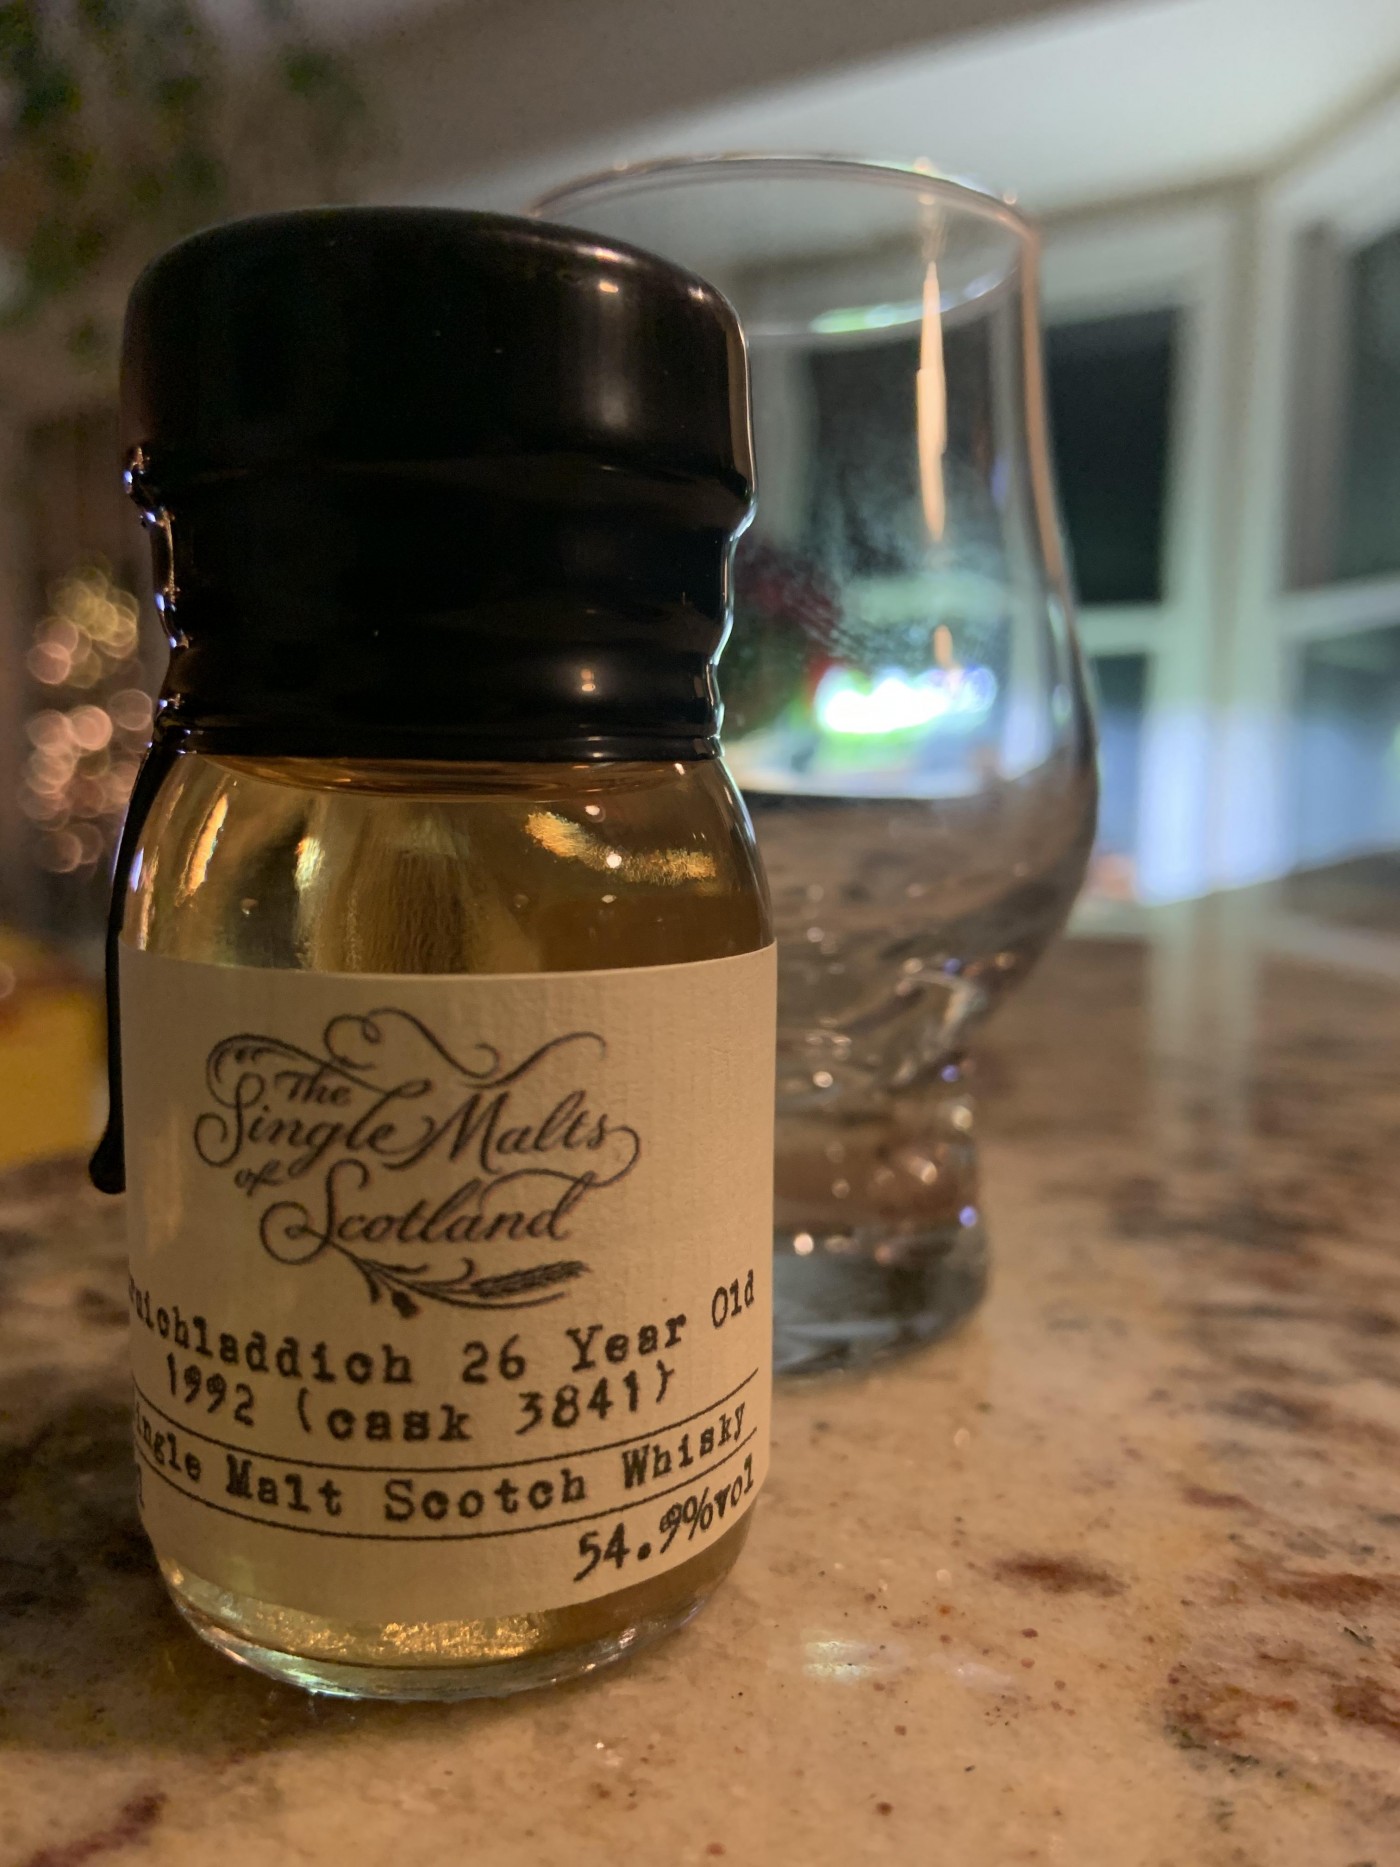 The
Single Malts
of
Scotland
uichladdich 26 Year Old
1992 (cask 3841)
ingle Malt Scotch Whisky
54.9%vol